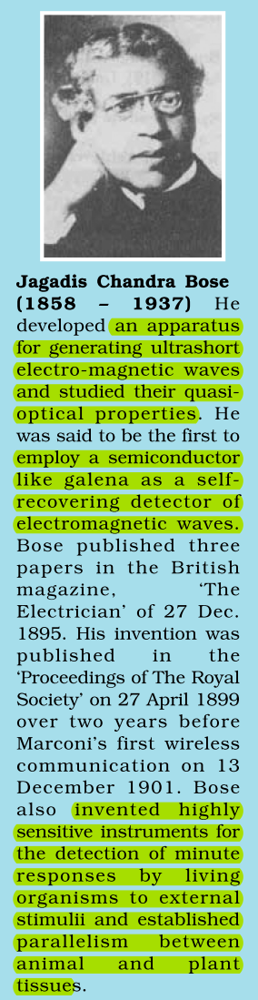 Jagadis Chandra Bose
(1858 – 1937) He
developed an apparatus
for generating ultrashort
electro-magnetic waves
and studied their quasi-
optical properties. He
was said to be the first to
employ a semiconductor
like galena as a self-
recovering detector of
electromagnetic waves.
Bose published three
papers in the British
magazine, ‘The
Electrician’ of 27 Dec.
1895. His invention was
published in the
‘Proceedings of The Royal
Society’ on 27 April 1899
over two years before
Marconi’s first wireless
communication on 13
December 1901. Bose
also invented highly
sensitive instruments for
the detection of minute
responses by living
organisms to external
stimulii and established
parallelism between
animal and plant
tissues.